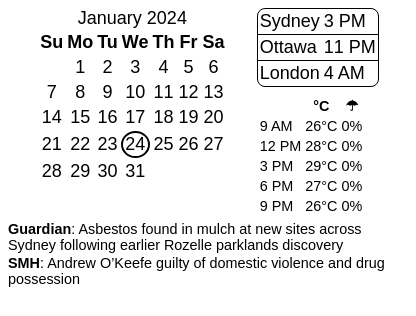 January 2024
Su Mo Tu We Th Fr Sa
1 2 3 4 5 6
7 8 9 10 11 12 13
14 15 16 17 18 19 20
21 22 23 24 25 26 27
28 29 30 31
Sydney 3 PM
Ottawa 11 PM
London 4 AM
°C ☂
9 AM 26°C 0%
12 PM 28°C 0%
3 PM 29°C 0%
6 PM 27°C 0%
9 PM 26°C 0%
Guardian: Asbestos found in mulch at new sites across
Sydney following earlier Rozelle parklands discovery
SMH: Andrew O’Keefe guilty of domestic violence and drug
possession